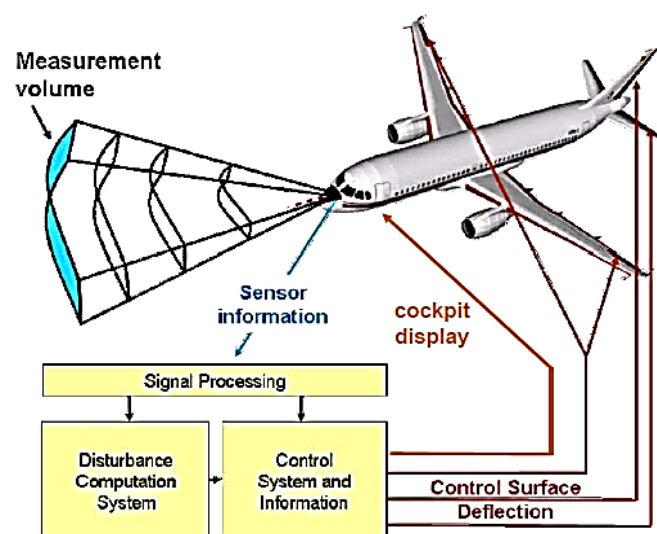 Measurement
volume
Sensor
information
cockpit
display
Signal Processing
Disturbance
Computation
System
Control
System and
Information
Control Surface
Deflection